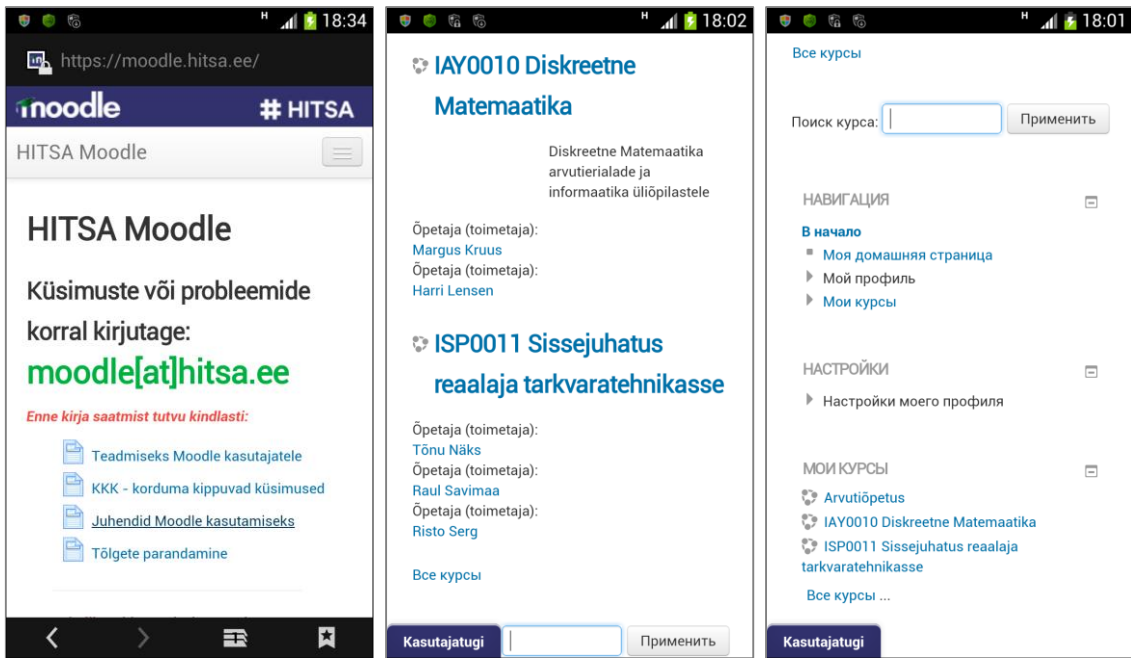 H 18:34
https://moodle.hitsa.ee/
moodle # HITSA
HITSA Moodle
HITSA Moodle
Küsimuste või probleemide
korral kirjutage:
moodle[at]hitsa.ee
Enne kirja saatmist tutvu kindlasti:
Teadmiseks Moodle kasutajatele
KKK - korduma kippuvad küsimused
Juhendid Moodle kasutamiseks
Tõlgete parandamine
H 18:02
IAY0010 Diskreetne
Matemaatika
Diskreetne Matemaatika
arvutierialade ja
informaatika üliõpilastele
Õpetaja (toimetaja):
Margus Kruus
Õpetaja (toimetaja):
Harri Lensen
ISP0011 Sissejuhatus
reaalaja tarkvaratehnikasse
Õpetaja (toimetaja):
Tõnu Näks
Õpetaja (toimetaja):
Raul Savimaa
Õpetaja (toimetaja):
Risto Serg
Все курсы
Kasutajatugi Применить
H 18:01
Все курсы
Поиск курса: Применить
НАВИГАЦИЯ
В начало
Моя домашняя страница
Мой профиль
Мои курсы
НАСТРОЙКИ
Настройки моего профиля
МОИ КУРСЫ
Arvutiõpetus
IAY0010 Diskreetne Matemaatika
ISP0011 Sissejuhatus reaalaja
tarkvaratehnikasse
Все курсы ...
Kasutajatugi